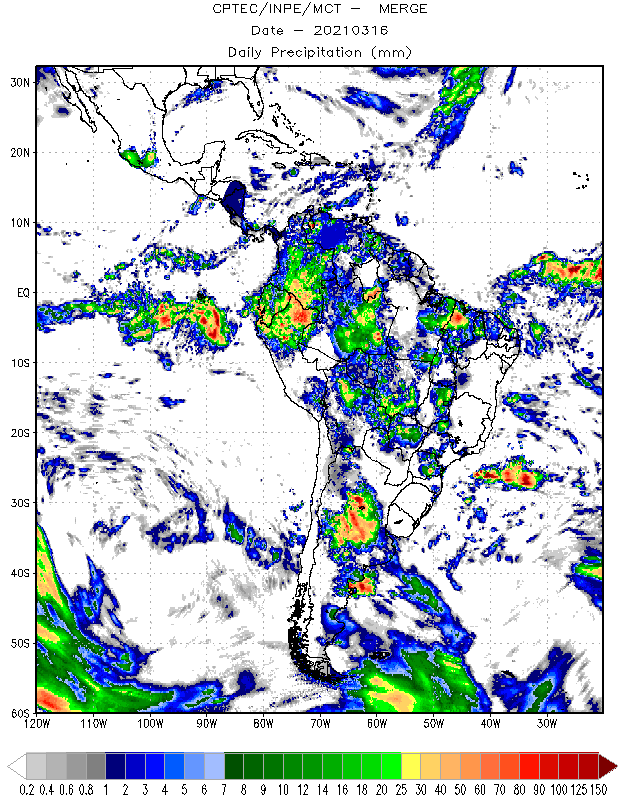 CPTEC/INPE/MCT - MERGE
Date - 20210316
Daily Precipitation (mm)
30N
20N
10N
EQ
10S
20S
30S
40S
50S
60S
120W 110W 100W 90W 80W 70W 60W 50W 40W 30W
0.2 0.4 0.6 0.8 1 2 3 4 5 6 7 8 9 10 12 14 16 18 20 25 30 40 50 60 70 80 90 100 125 150